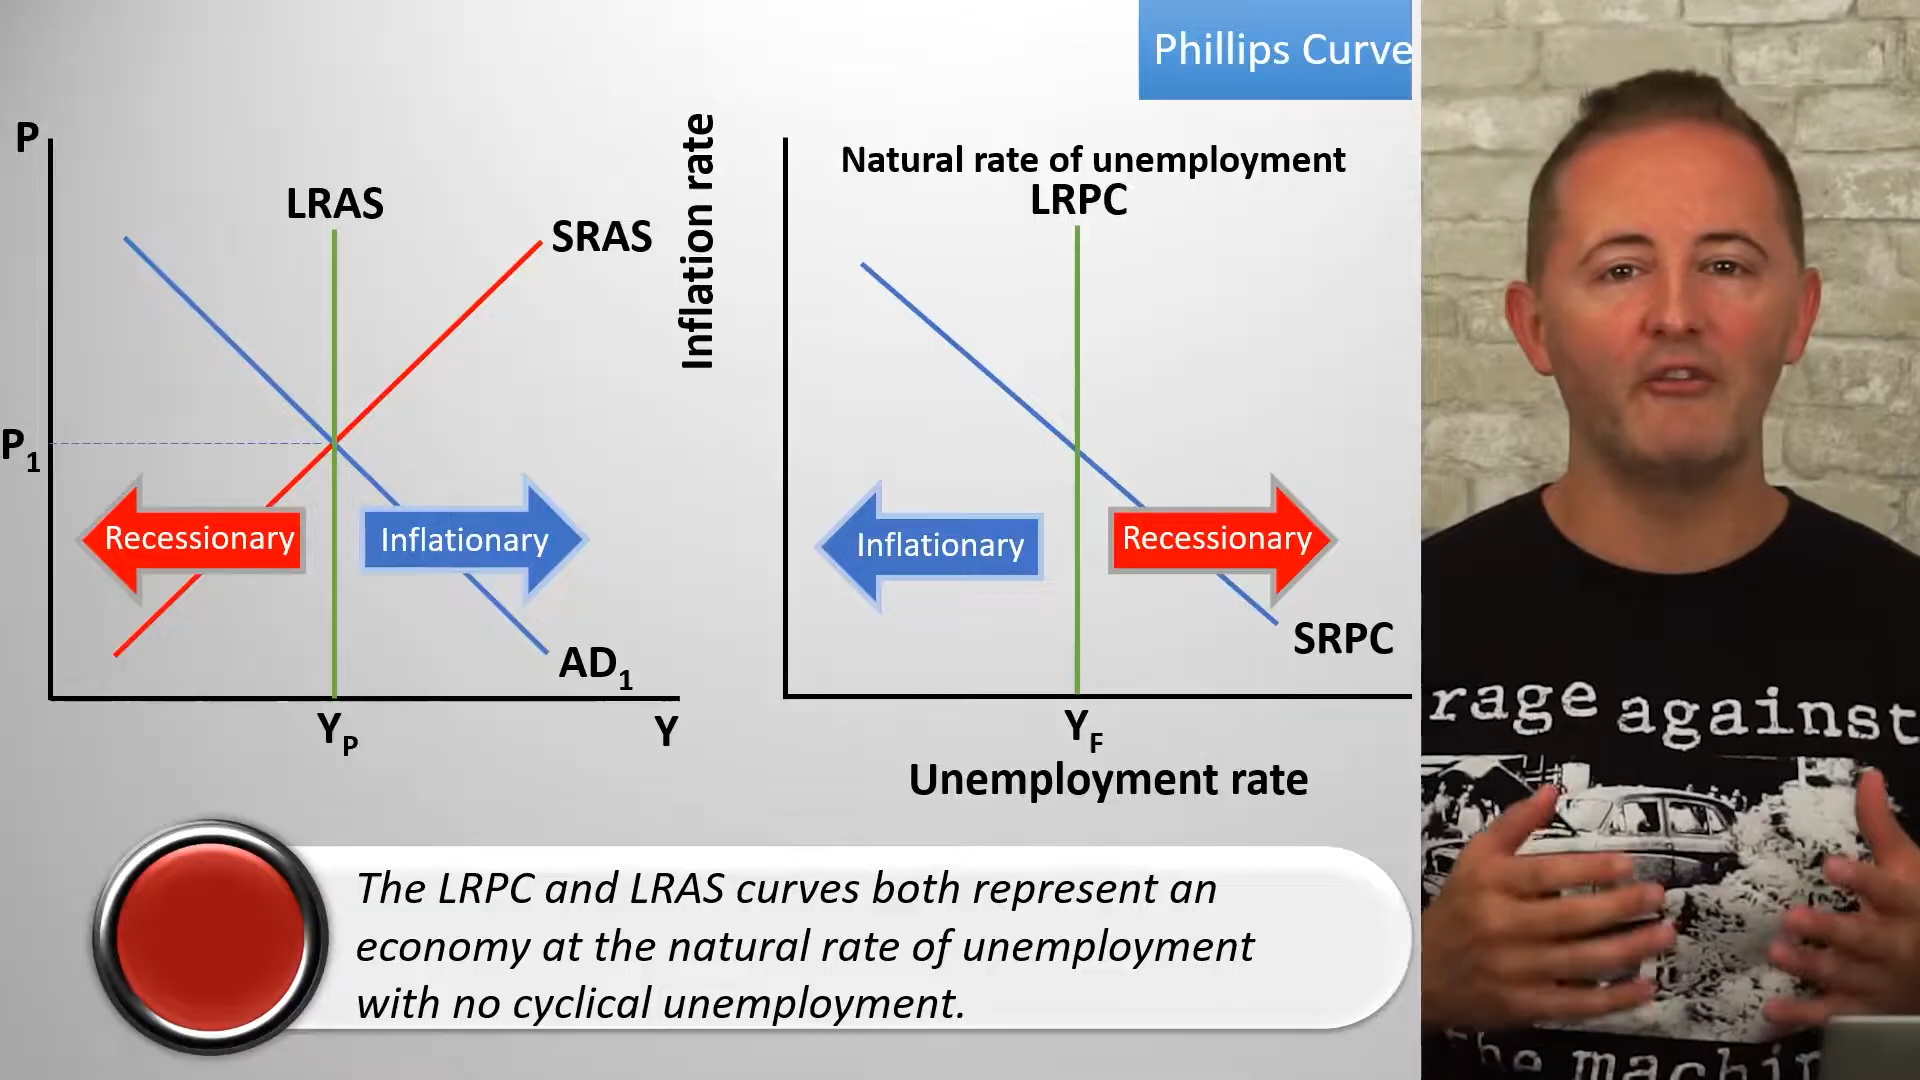 Phillips Curve
P
LRAS
SRAS
P1
Recessionary
Inflationary
AD1
YP
Y
Inflation rate
Natural rate of unemployment
LRPC
Inflationary
Recessionary
SRPC
YF
Unemployment rate
The LRPC and LRAS curves both represent an
economy at the natural rate of unemployment
with no cyclical unemployment.
rage against
the machin